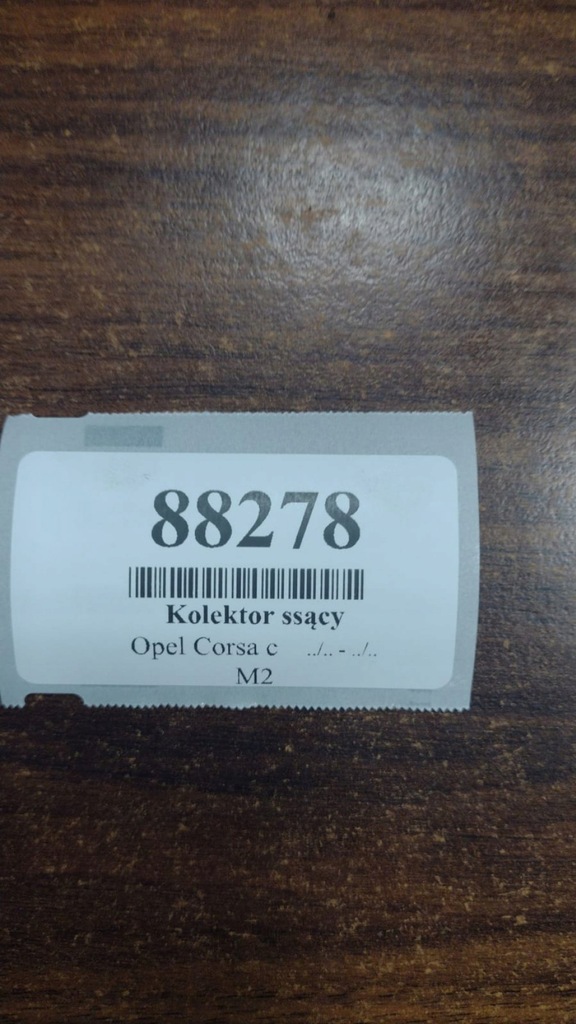 88278
Kolektor ssący
Opel Corsa c ../.. - ../..
M2